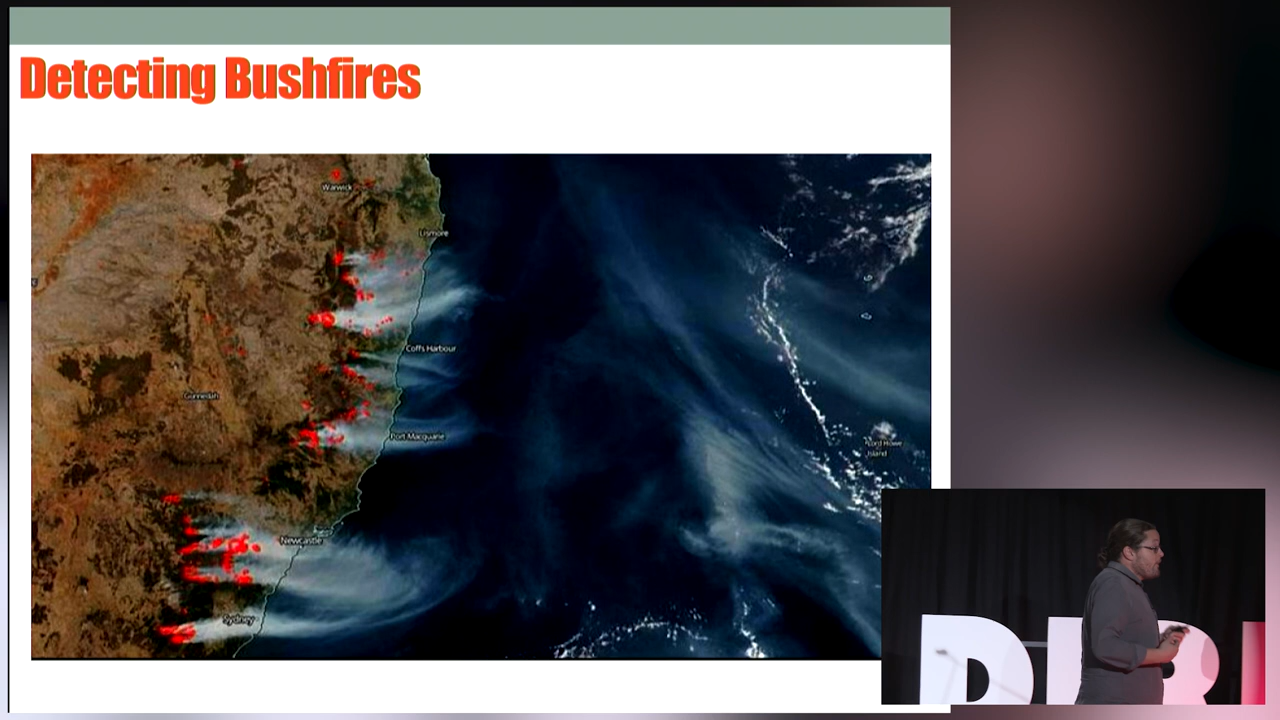 Detecting Bushfires
Warwick
Lismore
Coffs Harbour
Gunnedah
Port Macquarie
Lord Howe
Island
Newcastle
Sydney